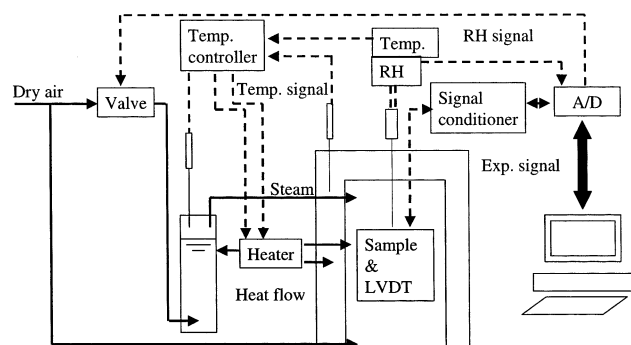 Temp.
controller
Temp.
RH
RH signal
Dry air
Valve
Temp. signal
Signal
conditioner
A/D
Exp. signal
Steam
Heater
Sample
&
LVDT
Heat flow